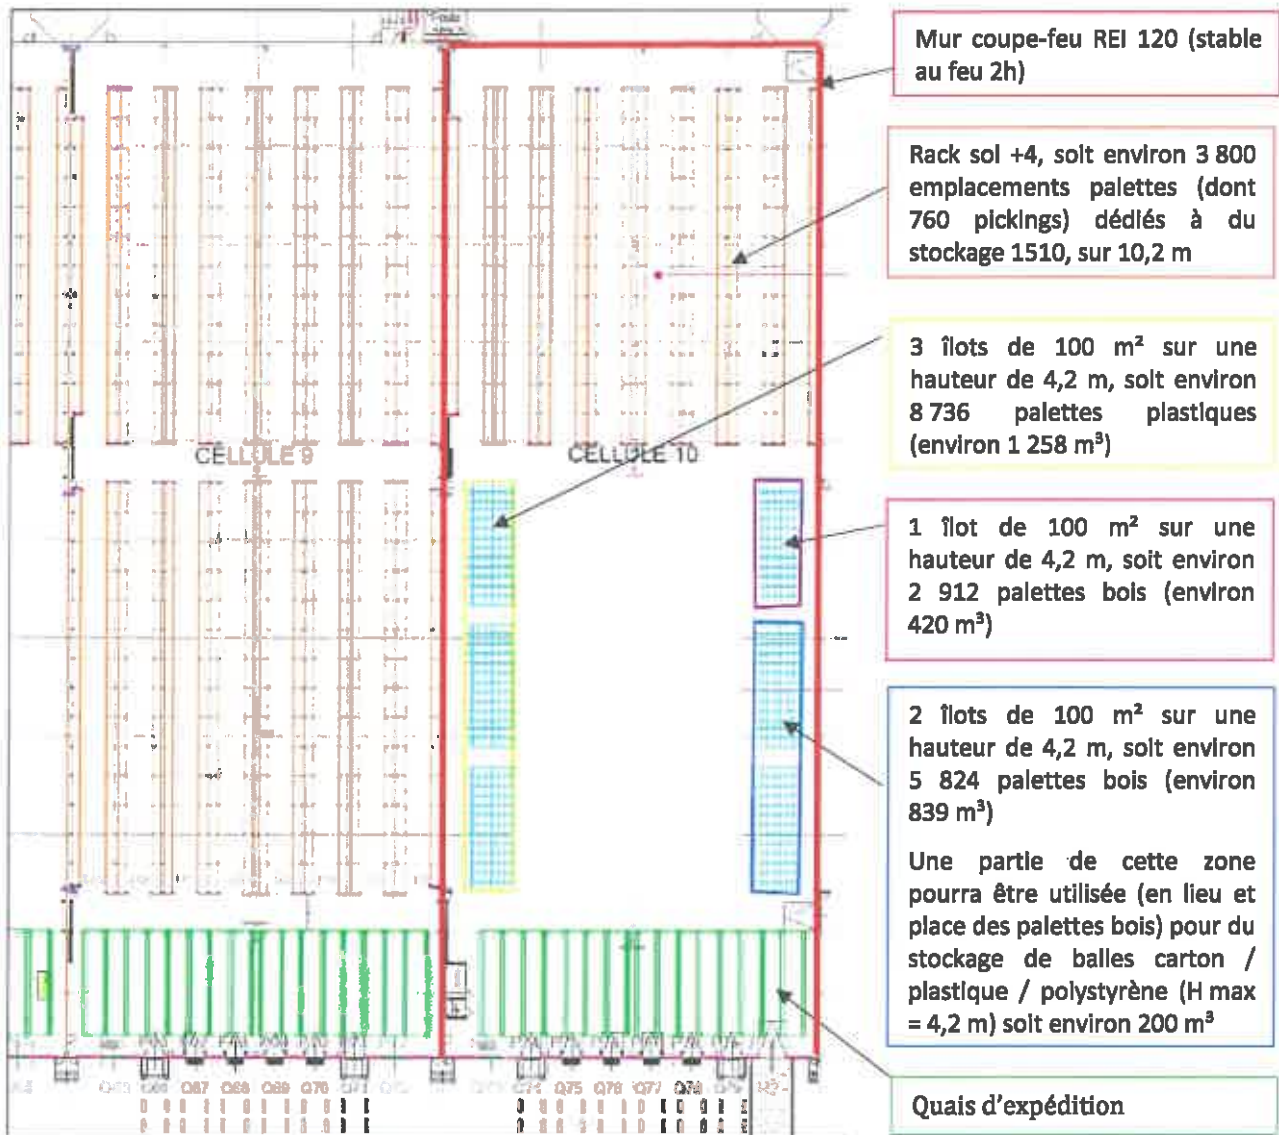 Mur coupe-feu REI 120 (stable
au feu 2h)
Rack sol +4, soit environ 3 800
emplacements palettes (dont
760 pickings) dédiés à du
stockage 1510, sur 10,2 m
3 îlots de 100 m² sur une
hauteur de 4,2 m, soit environ
8 736 palettes plastiques
(environ 1 258 m³)
CELLULE 9
CELLULE 10
1 îlot de 100 m² sur une
hauteur de 4,2 m, soit environ
2 912 palettes bois (environ
420 m³)
2 îlots de 100 m² sur une
hauteur de 4,2 m, soit environ
5 824 palettes bois (environ
839 m³)
Une partie de cette zone
pourra être utilisée (en lieu et
place des palettes bois) pour du
stockage de balles carton /
plastique / polystyrène (H max
= 4,2 m) soit environ 200 m³
Quais d'expédition
Q67 Q68 Q69 Q70 Q71 Q74 Q75 Q76 Q77 Q78 Q79